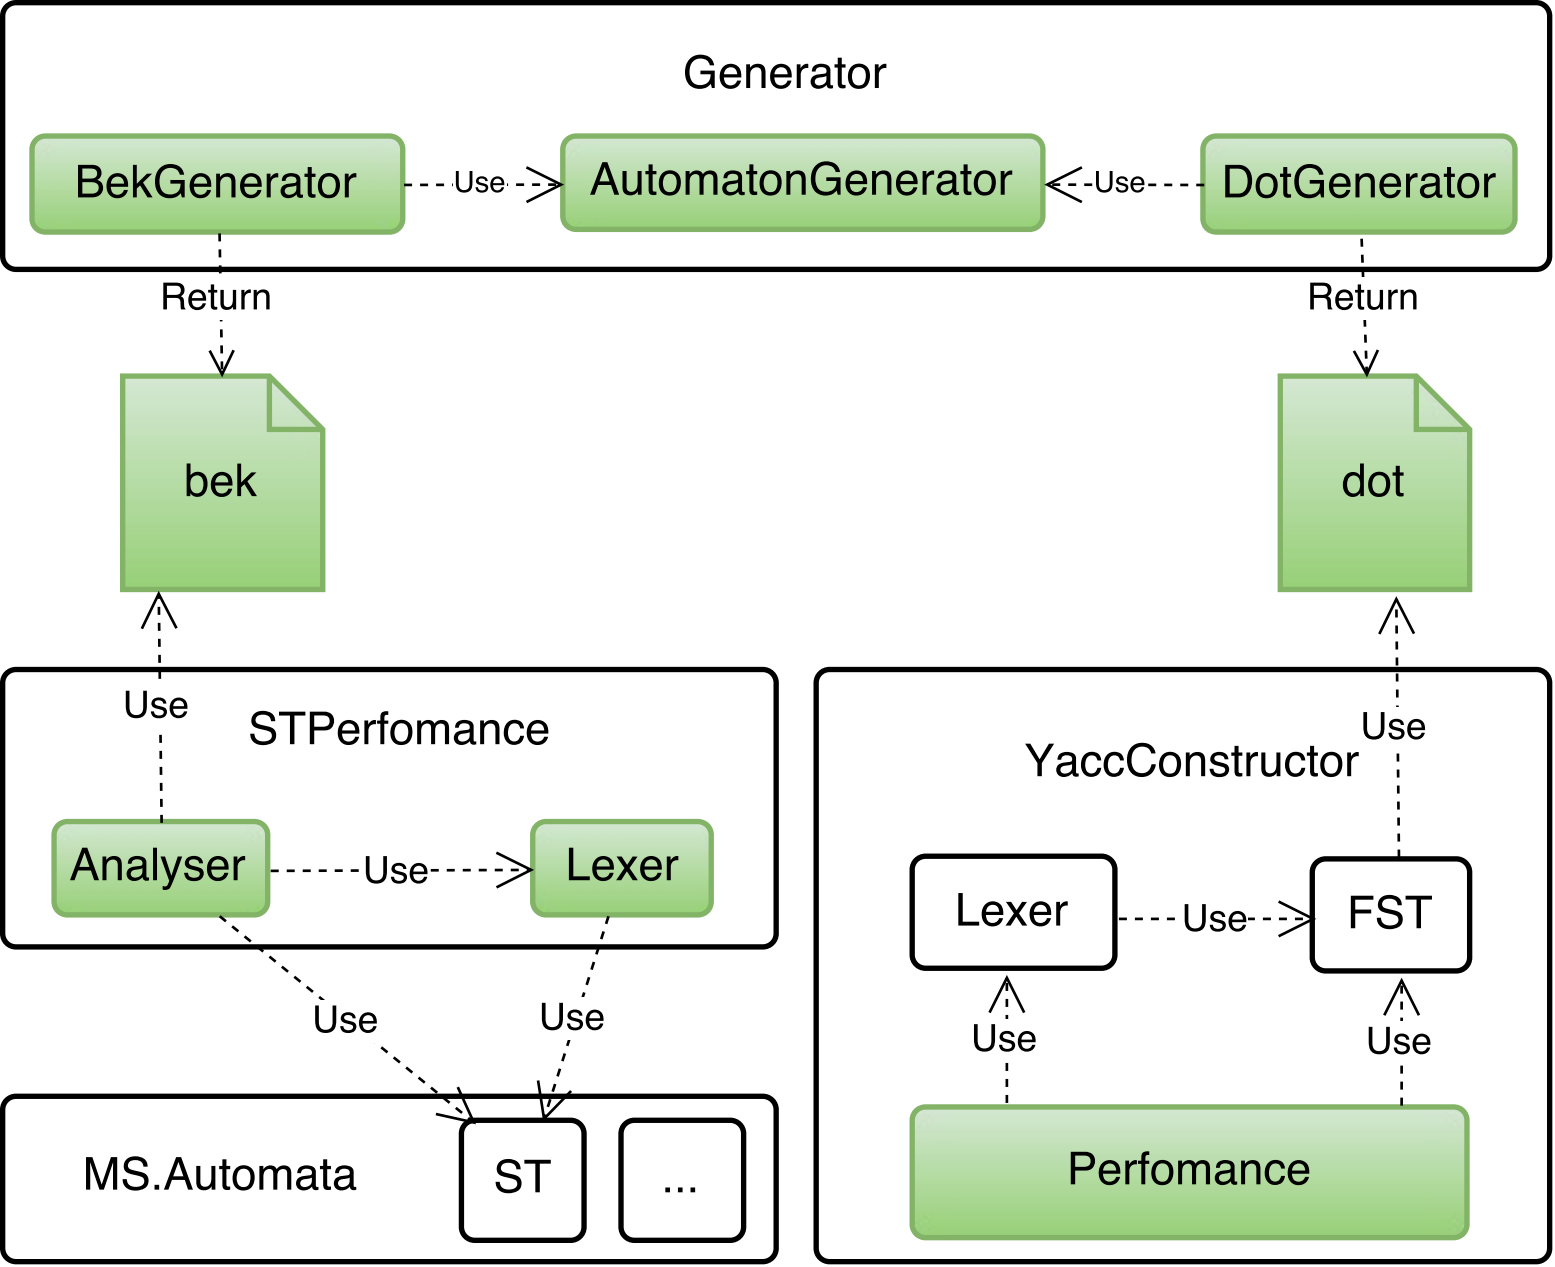 Generator
BekGenerator
Use
AutomatonGenerator
Use
DotGenerator
Return
Return
bek
dot
Use
STPerfomance
Analyser
Use
Lexer
Use
Use
MS.Automata
ST
...
Use
YaccConstructor
Lexer
Use
FST
Use
Use
Perfomance